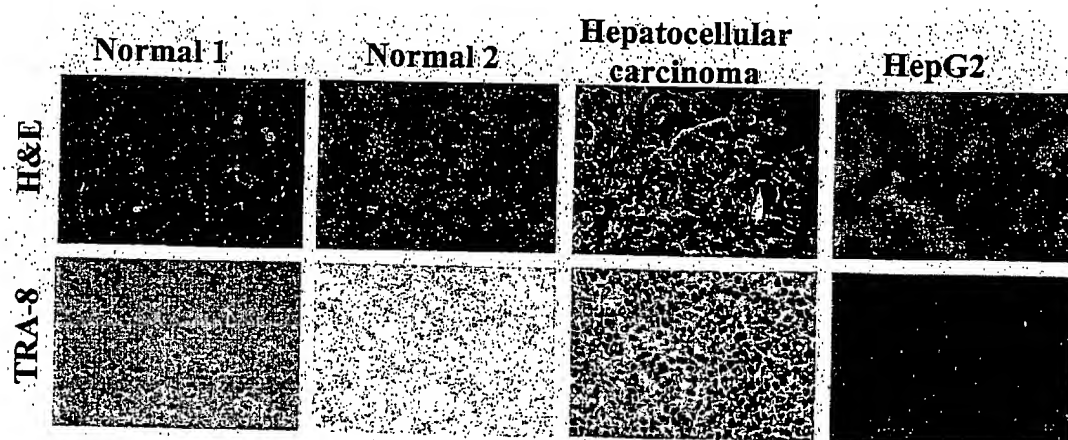 Normal 1
Normal 2
Hepatocellular
carcinoma
HepG2
H&E
TRA-8